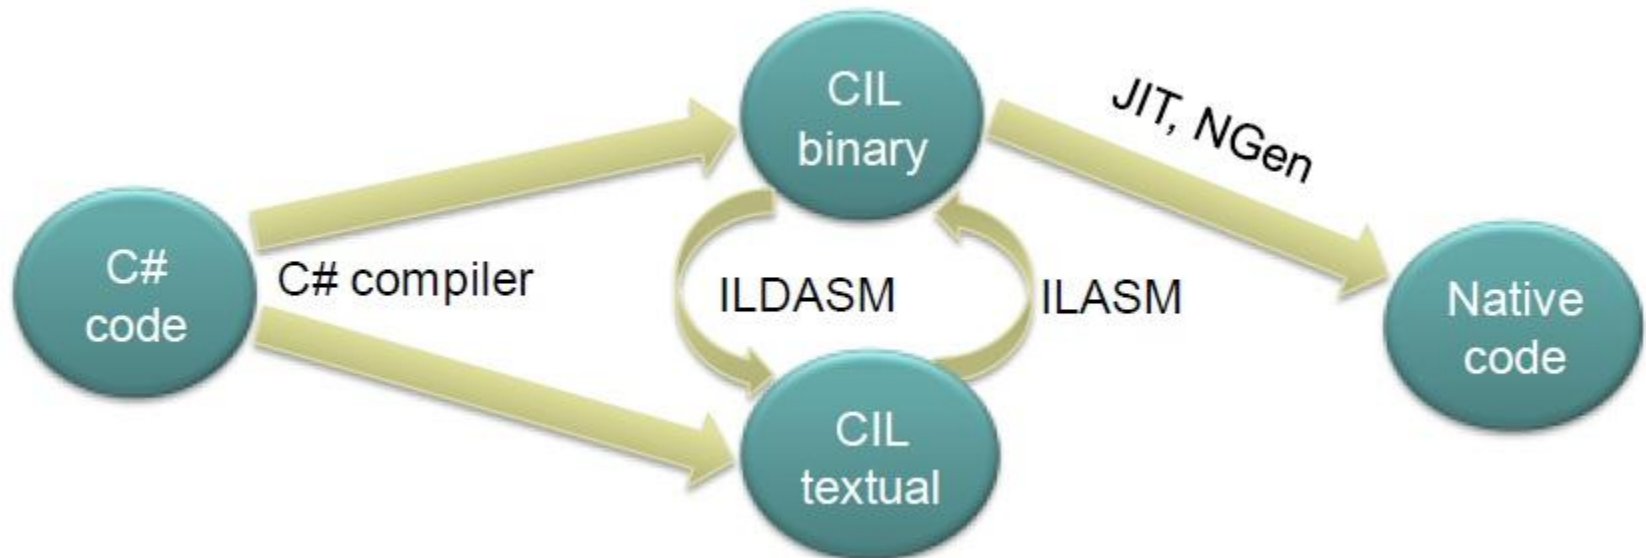 CIL
binary
JIT, NGen
C#
code
C# compiler
ILDASM
ILASM
Native
code
CIL
textual